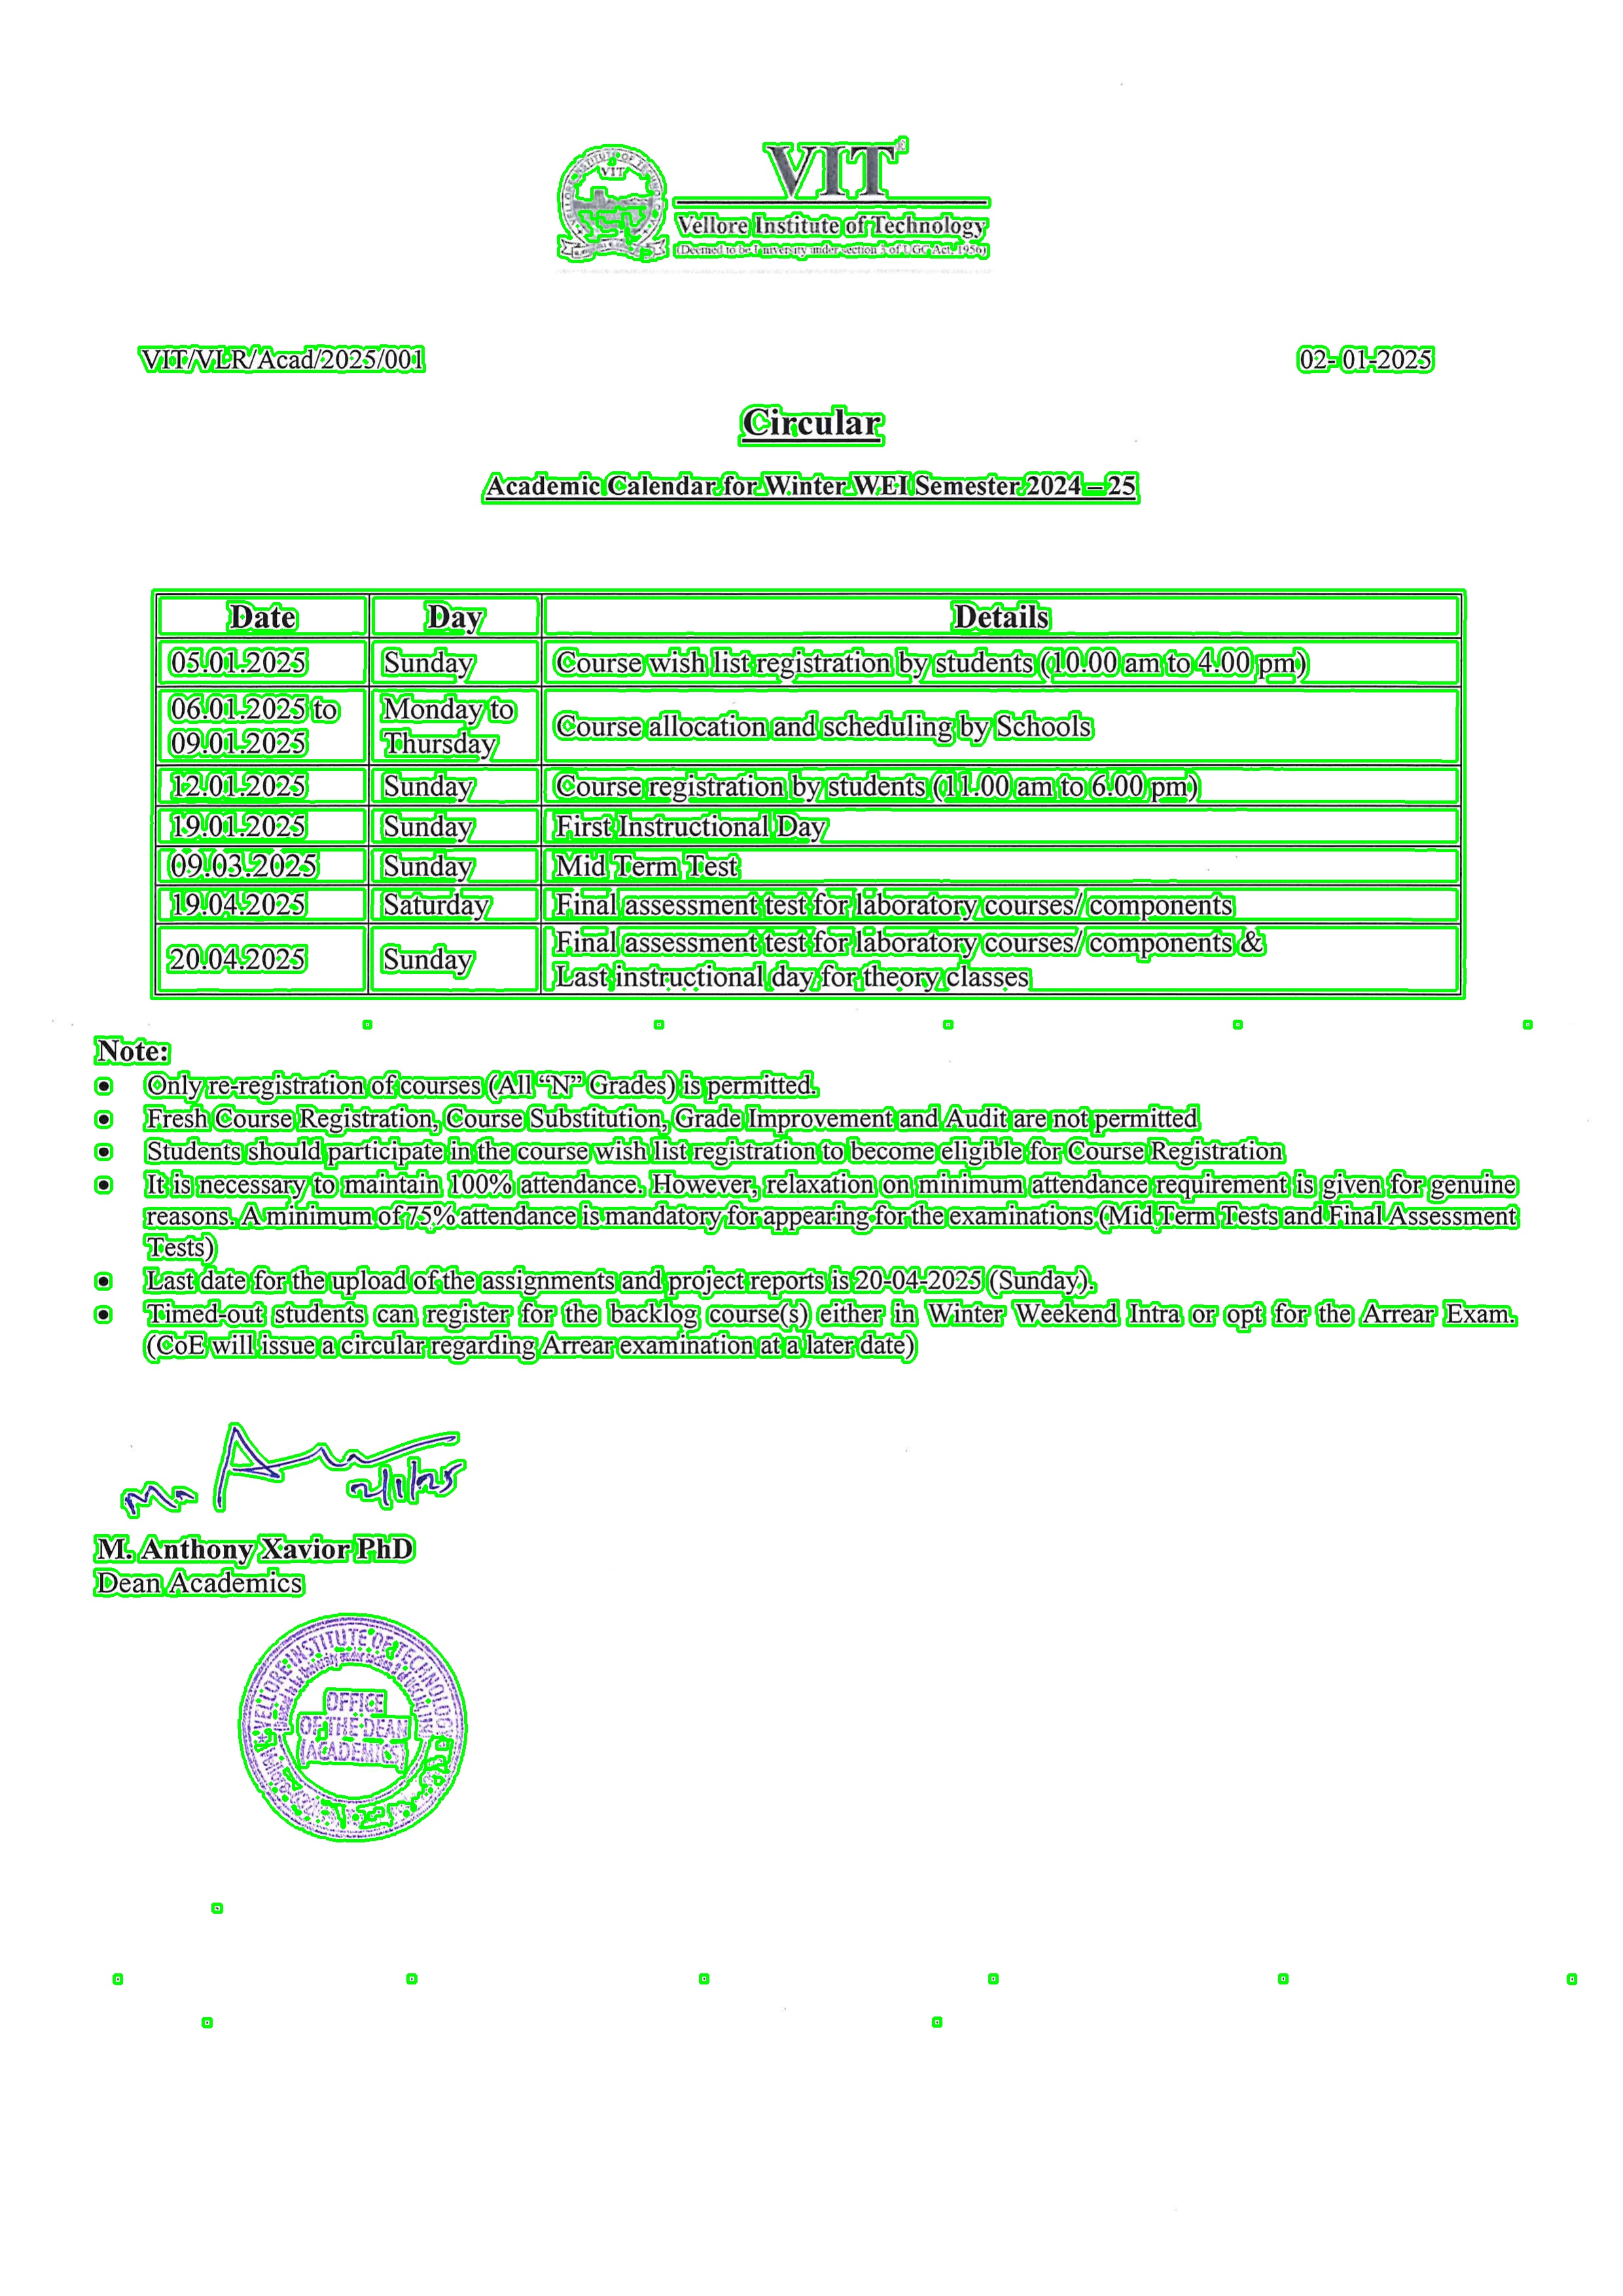 VELLORE INSTITUTE OF TECHNOLOGY
VIT
VIT®
Vellore Institute of Technology
(Deemed to be University under section 3 of UGC Act, 1956)
VIT/VLR/Acad/2025/001 02- 01-2025
Circular
Academic Calendar for Winter WEI Semester 2024 – 25
Date Day Details
05.01.2025 Sunday Course wish list registration by students (10.00 am to 4.00 pm)
06.01.2025 to 09.01.2025 Monday to Thursday Course allocation and scheduling by Schools
12.01.2025 Sunday Course registration by students (11.00 am to 6.00 pm)
19.01.2025 Sunday First Instructional Day
09.03.2025 Sunday Mid Term Test
19.04.2025 Saturday Final assessment test for laboratory courses/ components
20.04.2025 Sunday Final assessment test for laboratory courses/ components &
Last instructional day for theory classes
Note:
• Only re-registration of courses (All “N” Grades) is permitted.
• Fresh Course Registration, Course Substitution, Grade Improvement and Audit are not permitted
• Students should participate in the course wish list registration to become eligible for Course Registration
• It is necessary to maintain 100% attendance. However, relaxation on minimum attendance requirement is given for genuine
reasons. A minimum of 75% attendance is mandatory for appearing for the examinations (Mid Term Tests and Final Assessment
Tests)
• Last date for the upload of the assignments and project reports is 20-04-2025 (Sunday).
• Timed-out students can register for the backlog course(s) either in Winter Weekend Intra or opt for the Arrear Exam.
(CoE will issue a circular regarding Arrear examination at a later date)
2/1/25
M. Anthony Xavior PhD
Dean Academics
VELLORE INSTITUTE OF TECHNOLOGY
OFFICE
OF THE DEAN
(ACADEMICS)